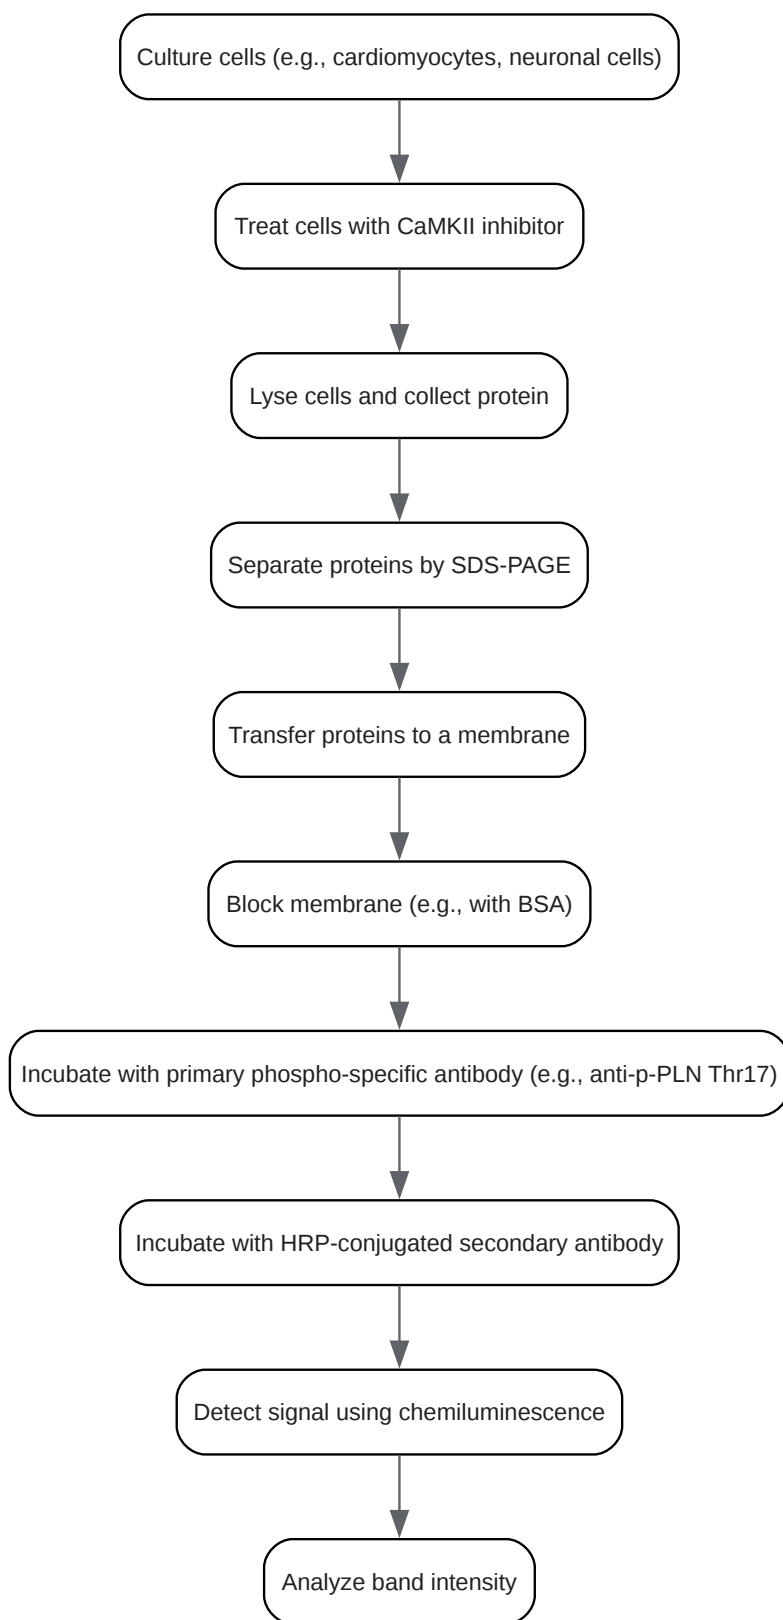 Culture cells (e.g., cardiomyocytes, neuronal cells)
Treat cells with CaMKII inhibitor
Lyse cells and collect protein
Separate proteins by SDS-PAGE
Transfer proteins to a membrane
Block membrane (e.g., with BSA)
Incubate with primary phospho-specific antibody (e.g., anti-p-PLN Thr17)
Incubate with HRP-conjugated secondary antibody
Detect signal using chemiluminescence
Analyze band intensity